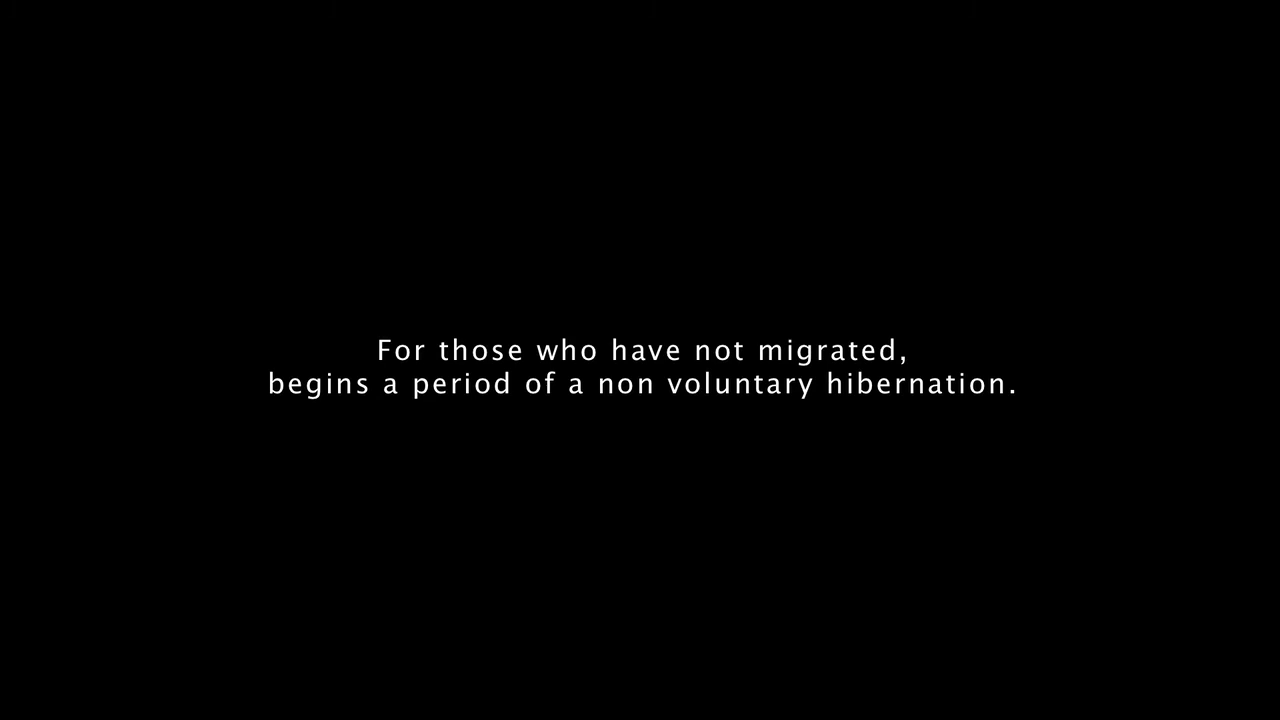 For those who have not migrated,
begins a period of a non voluntary hibernation.